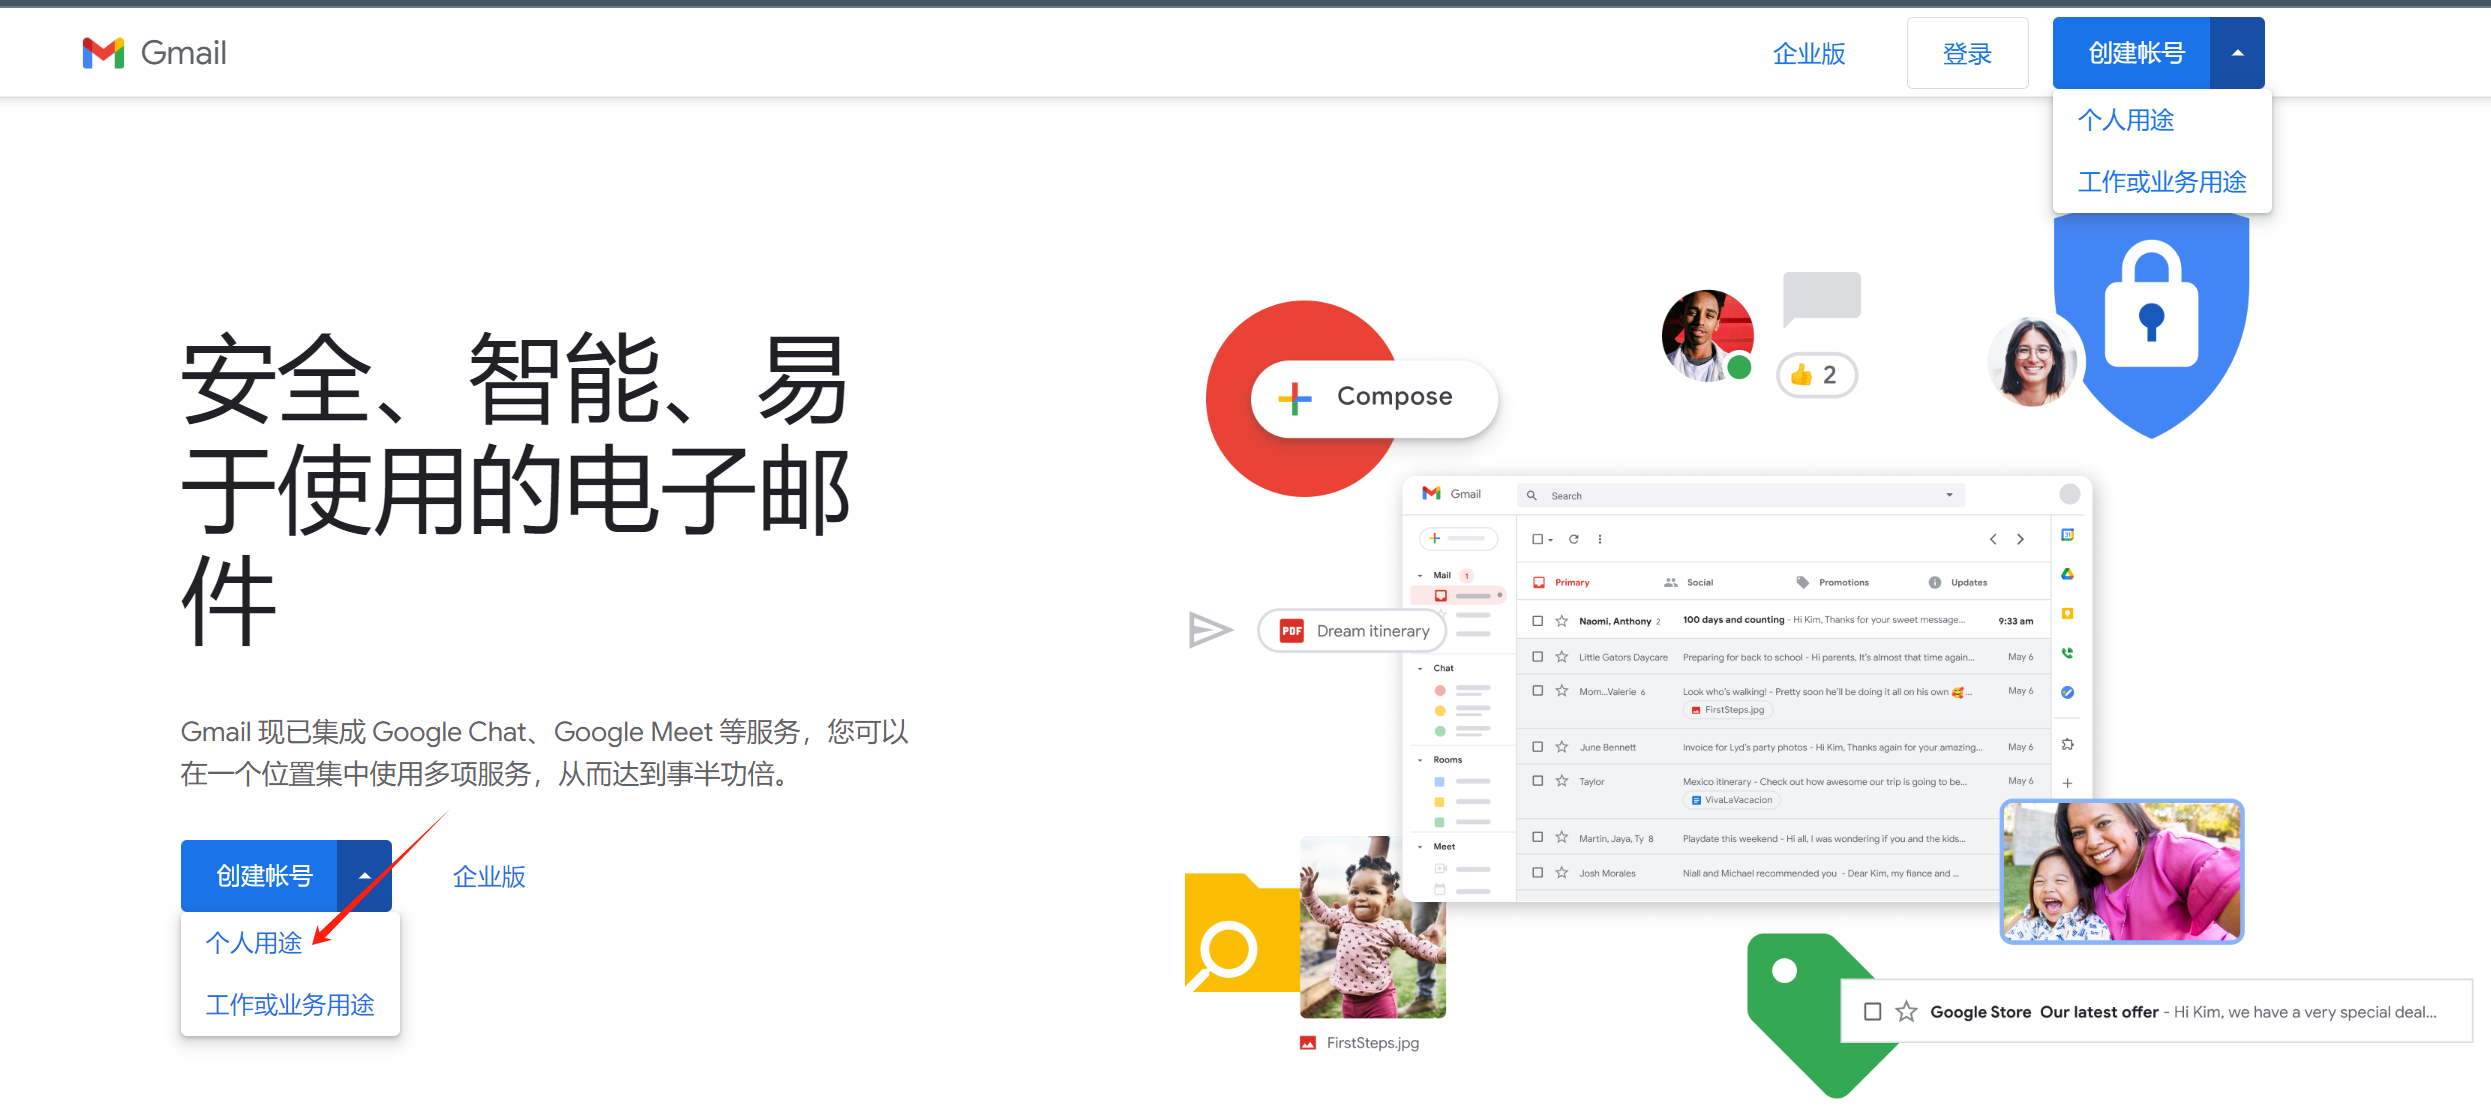 Gmail
企业版
登录
创建帐号
个人用途
工作或业务用途
安全、智能、易
于使用的电子邮
件
Gmail 现已集成 Google Chat、Google Meet 等服务，您可以
在一个位置集中使用多项服务，从而达到事半功倍。
创建帐号
企业版
个人用途
工作或业务用途
Compose
2
Gmail
Search
31
Mail 1
Primary
Social
Promotions
Updates
Naomi, Anthony 2
100 days and counting - Hi Kim, Thanks for your sweet message...
9:33 am
PDF Dream itinerary
Little Gators Daycare
Preparing for back to school - Hi parents, It's almost that time again...
May 6
Chat
Mom...Valerie 6
Look who's walking! - Pretty soon he'll be doing it all on his own 🥰...
May 6
FirstSteps.jpg
June Bennett
Invoice for Lyd's party photos - Hi Kim, Thanks again for your amazing...
May 6
Rooms
Taylor
Mexico itinerary - Check out how awesome our trip is going to be...
May 6
VivaLaVacacion
Martin, Jaya, Ty 8
Playdate this weekend - Hi all, I was wondering if you and the kids...
Meet
Josh Morales
Niall and Michael recommended you - Dear Kim, my fiance and ...
FirstSteps.jpg
Google Store Our latest offer - Hi Kim, we have a very special deal...